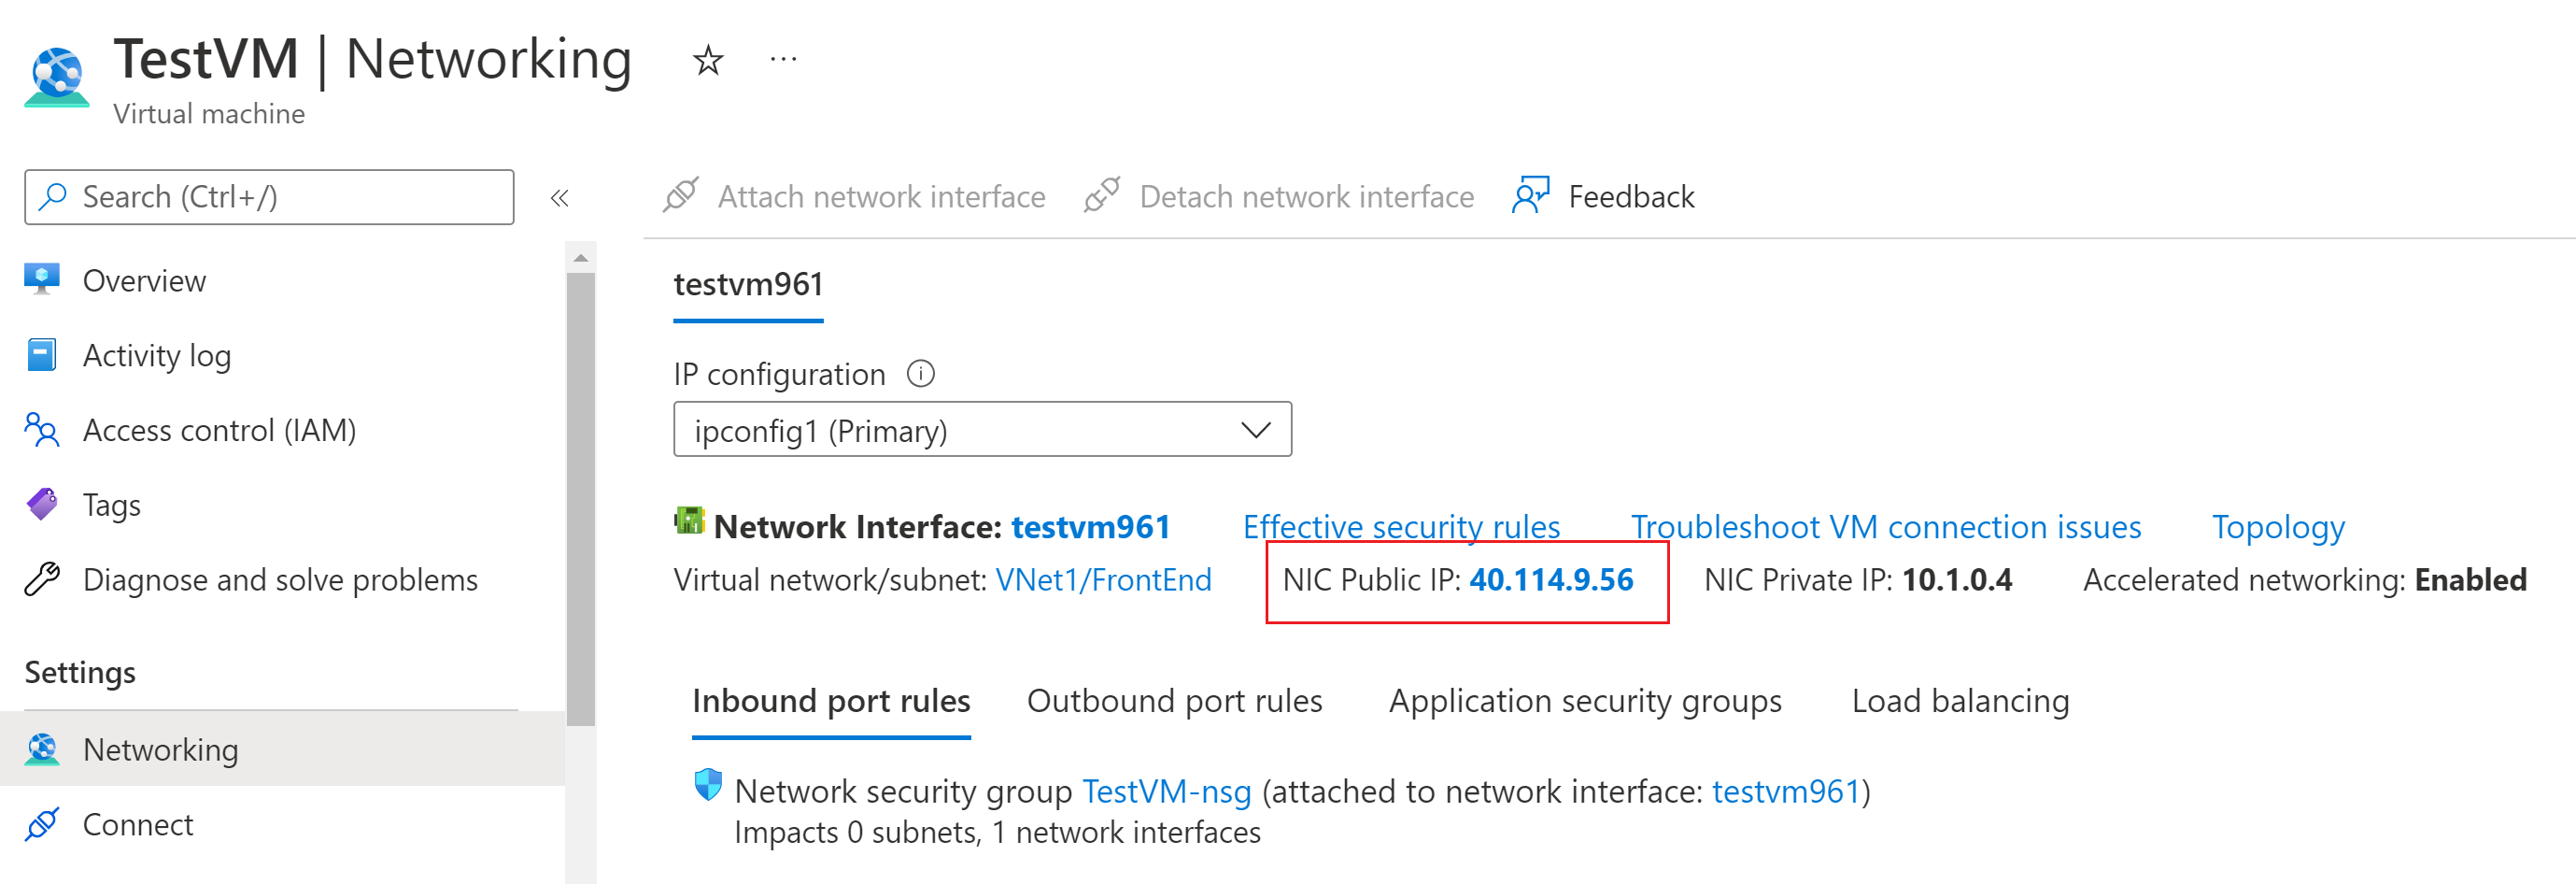 TestVM | Networking ☆ ···
Virtual machine
Search (Ctrl+/)
«
Overview
Activity log
Access control (IAM)
Tags
Diagnose and solve problems
Settings
Networking
Connect
Attach network interface Detach network interface Feedback
testvm961
IP configuration
ipconfig1 (Primary)
Network Interface: testvm961 Effective security rules Troubleshoot VM connection issues Topology
Virtual network/subnet: VNet1/FrontEnd NIC Public IP: 40.114.9.56 NIC Private IP: 10.1.0.4 Accelerated networking: Enabled
Inbound port rules Outbound port rules Application security groups Load balancing
Network security group TestVM-nsg (attached to network interface: testvm961)
Impacts 0 subnets, 1 network interfaces